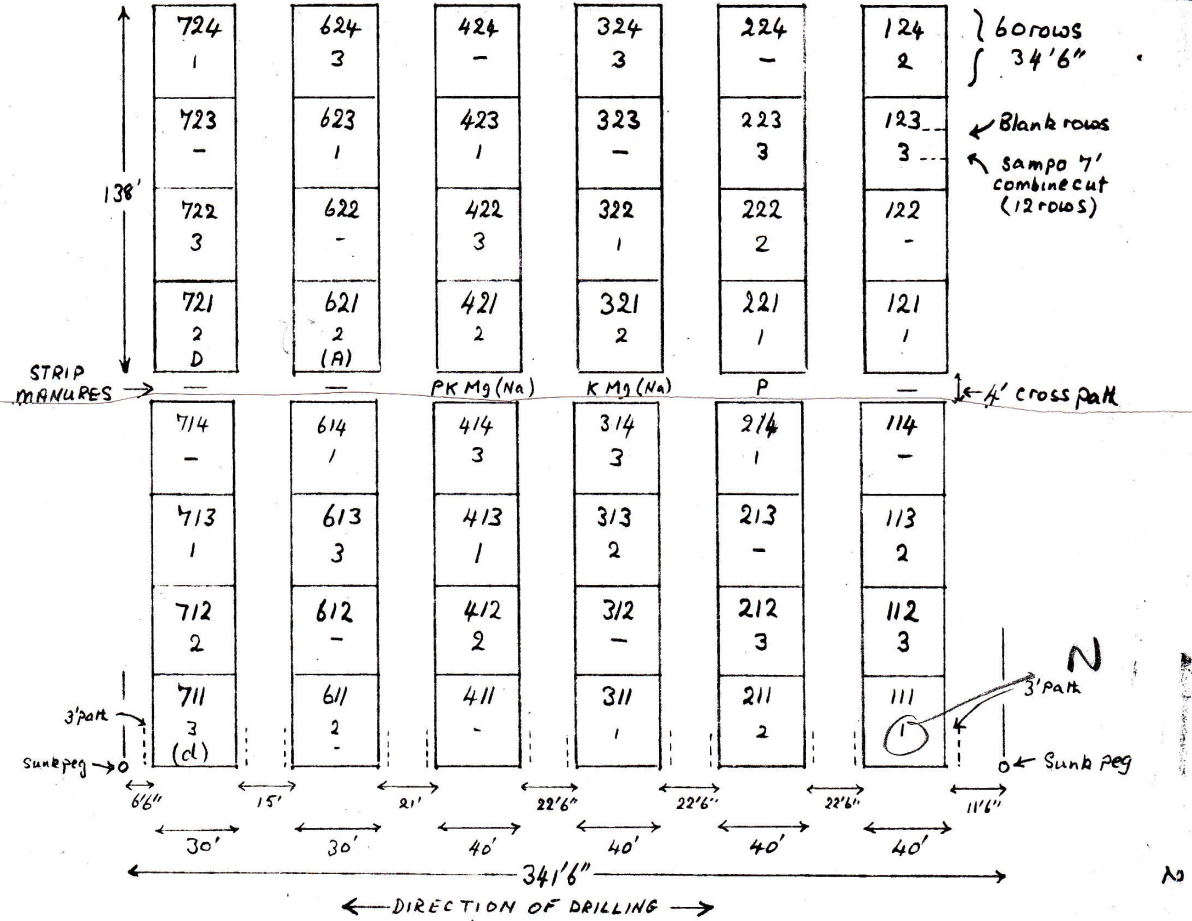 724 624 424 324 224 124 60 rows
1 3 – 3 – 2 34'6"
723 623 423 323 223 123 Blank rows
– 1 1 – 3 3 Sampo 7'
combine cut
(12 rows)
138'
722 622 422 322 222 122
3 – 3 1 2 –
721 621 421 321 221 121
2 2 2 2 1 1
D (A)
STRIP
MANURES — — PK Mg (Na) K Mg (Na) P — 4' cross path
714 614 414 314 214 114
– 1 3 3 1 –
713 613 413 313 213 113
1 3 1 2 – 2
712 612 412 312 212 112
2 – 2 – 3 3
N
711 611 411 311 211 111
3' path 3 2 - 1 2 1 3' path
(d) -
Sunk peg Sunk peg
6'6" 15' 21' 22'6" 22'6" 22'6" 11'6"
30' 30' 40' 40' 40' 40'
341'6"
DIRECTION OF DRILLING